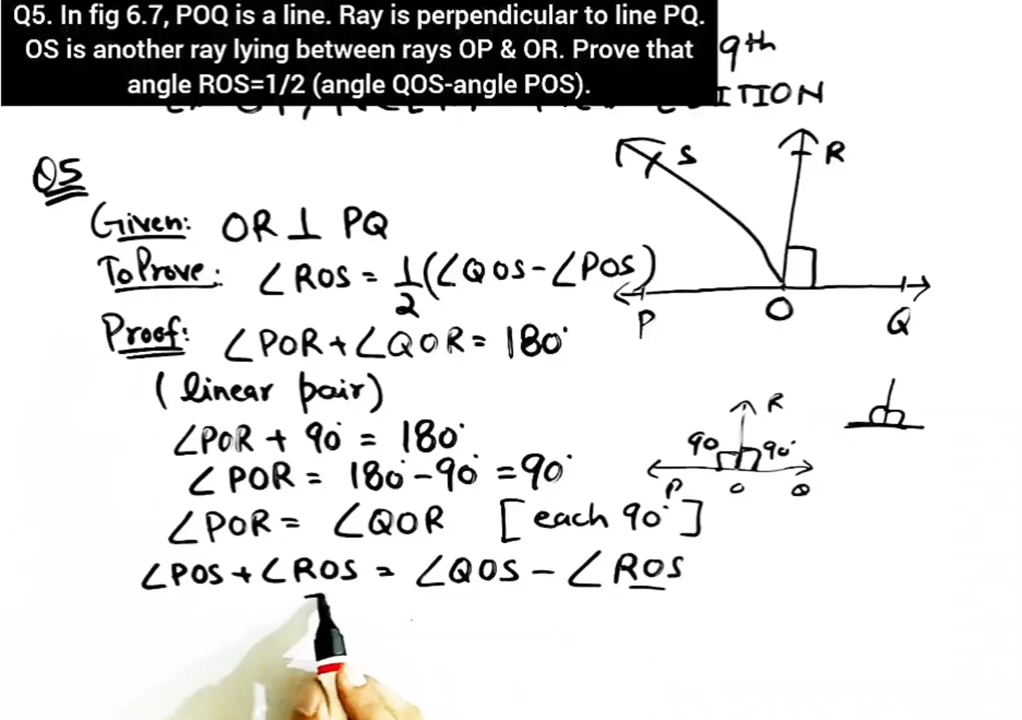 Q5. In fig 6.7, POQ is a line. Ray is perpendicular to line PQ.
OS is another ray lying between rays OP & OR. Prove that
angle ROS=1/2 (angle QOS-angle POS).
9th
ITION
Q5
Given: OR ⊥ PQ
To Prove: ∠ROS = 1/2 (∠QOS - ∠POS)
Proof: ∠POR + ∠QOR = 180°
(linear pair)
∠POR + 90° = 180°
∠POR = 180° - 90° = 90°
∠POR = ∠QOR [each 90°]
∠POS + ∠ROS = ∠QOS - ∠ROS
S R
P O Q
R
90 90°
P O Q